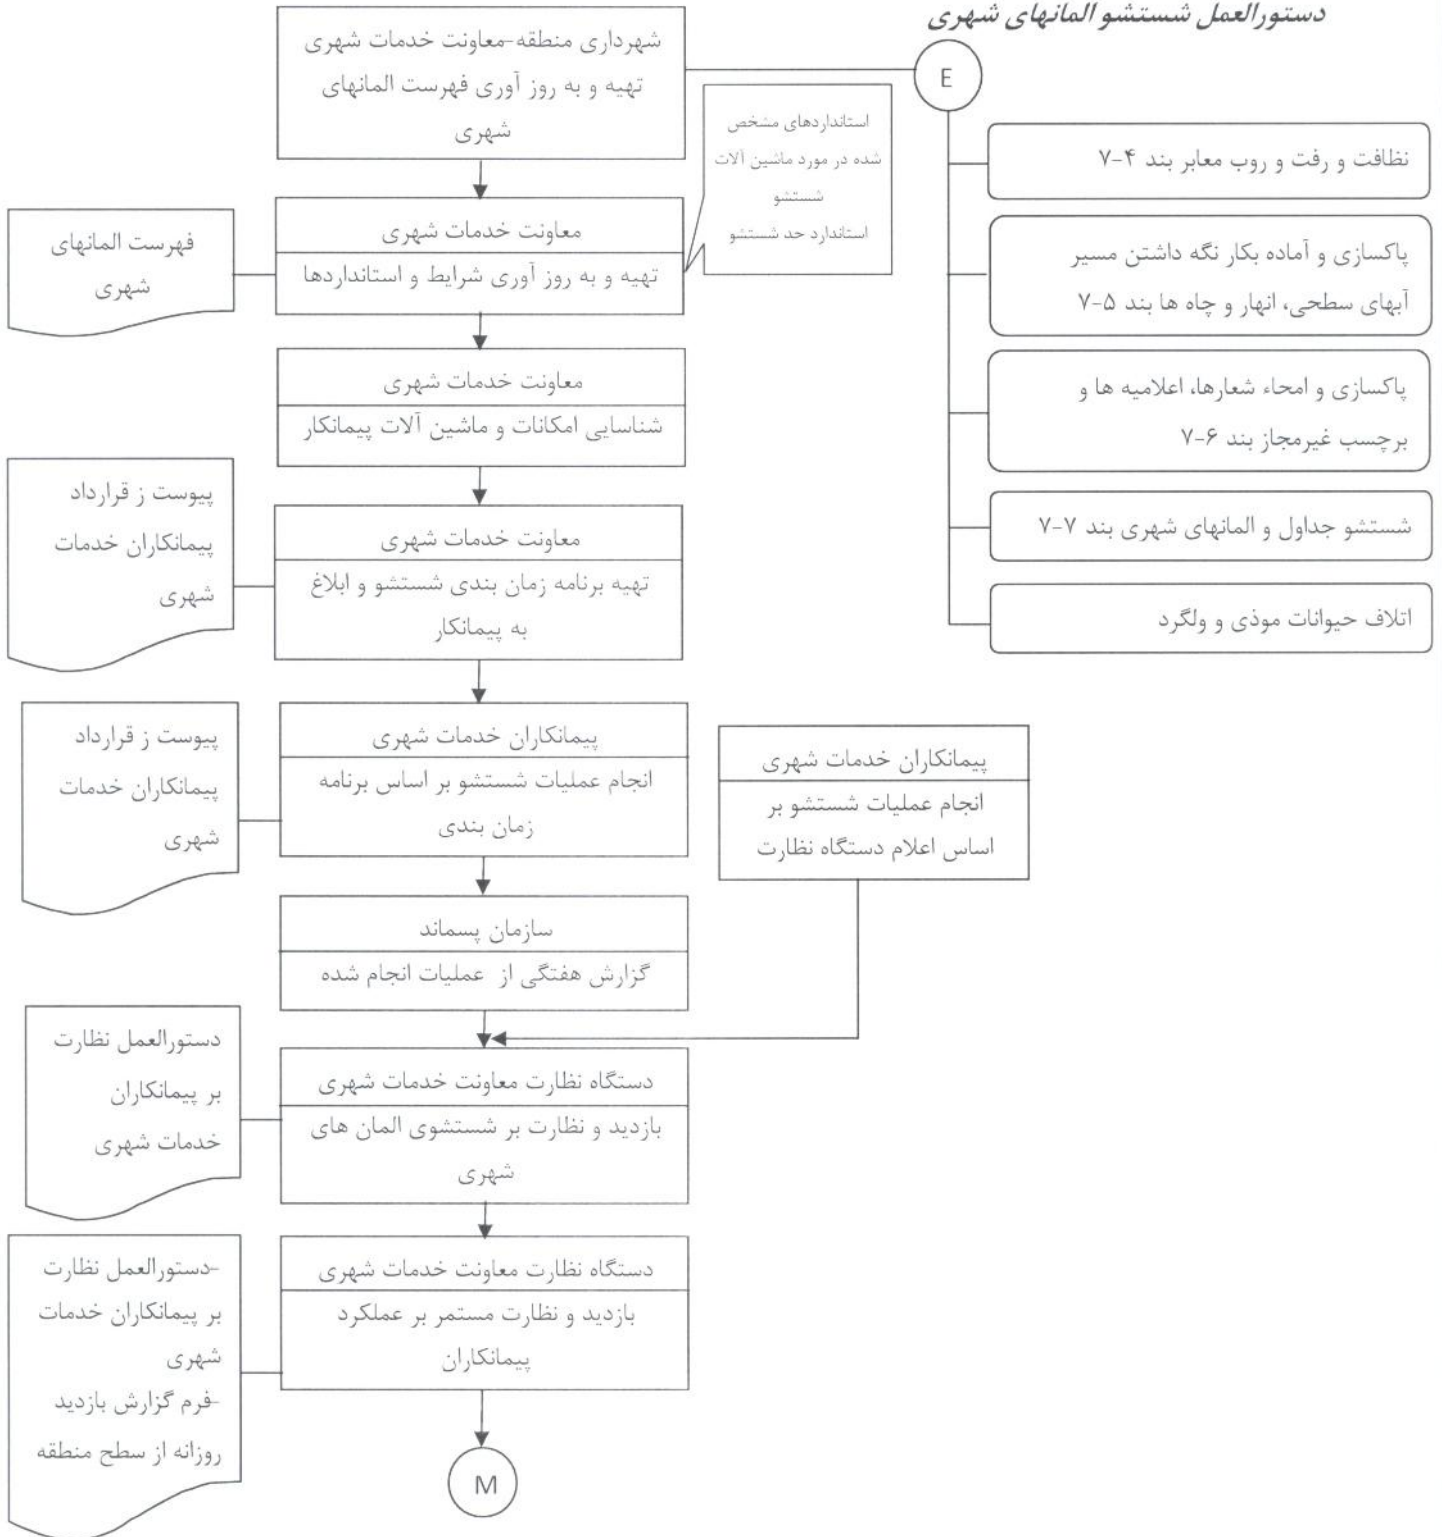 دستورالعمل شستشو المانهای شهری
شهرداری منطقه-معاونت خدمات شهری
تهیه و به روز آوری فهرست المانهای
شهری
E
استانداردهای مشخص
شده در مورد ماشین آلات
شستشو
استاندارد حد شستشو
نظافت و رفت و روب معابر بند ۴-۷
پاکسازی و آماده بکار نگه داشتن مسیر
آبهای سطحی، انهار و چاه ها بند ۵-۷
پاکسازی و امحاء شعارها، اعلامیه ها و
برچسب غیرمجاز بند ۶-۷
شستشو جداول و المانهای شهری بند ۷-۷
اتلاف حیوانات موذی و ولگرد
معاونت خدمات شهری
تهیه و به روز آوری شرایط و استانداردها
فهرست المانهای
شهری
معاونت خدمات شهری
شناسایی امکانات و ماشین آلات پیمانکار
معاونت خدمات شهری
تهیه برنامه زمان بندی شستشو و ابلاغ
به پیمانکار
پیوست ز قرارداد
پیمانکاران خدمات
شهری
پیمانکاران خدمات شهری
انجام عملیات شستشو بر اساس برنامه
زمان بندی
پیوست ز قرارداد
پیمانکاران خدمات
شهری
پیمانکاران خدمات شهری
انجام عملیات شستشو بر
اساس اعلام دستگاه نظارت
سازمان پسماند
گزارش هفتگی از عملیات انجام شده
دستگاه نظارت معاونت خدمات شهری
بازدید و نظارت بر شستشوی المان های
شهری
دستورالعمل نظارت
بر پیمانکاران
خدمات شهری
دستگاه نظارت معاونت خدمات شهری
بازدید و نظارت مستمر بر عملکرد
پیمانکاران
-دستورالعمل نظارت
بر پیمانکاران خدمات
شهری
-فرم گزارش بازدید
روزانه از سطح منطقه
M